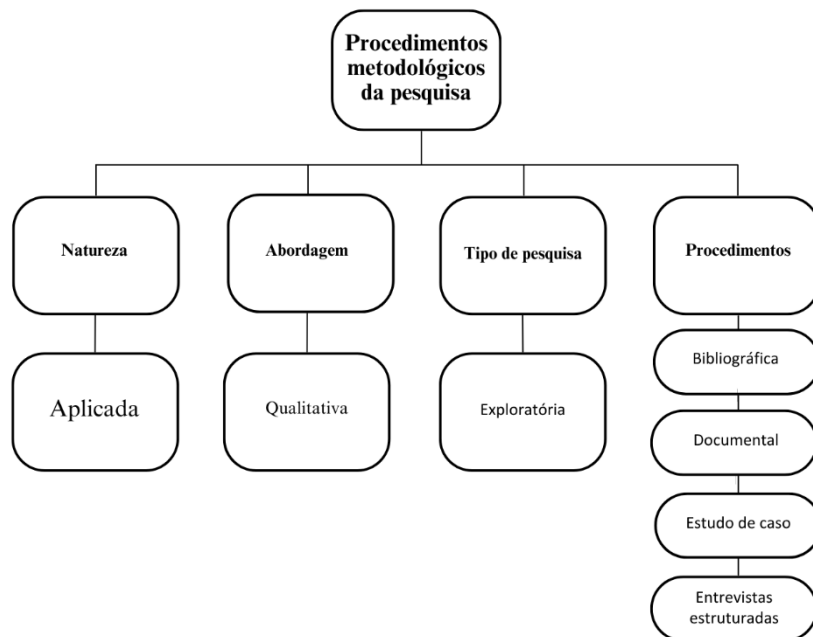 Procedimentos
metodológicos
da pesquisa
Natureza
Abordagem
Tipo de pesquisa
Procedimentos
Aplicada
Qualitativa
Exploratória
Bibliográfica
Documental
Estudo de caso
Entrevistas
estruturadas